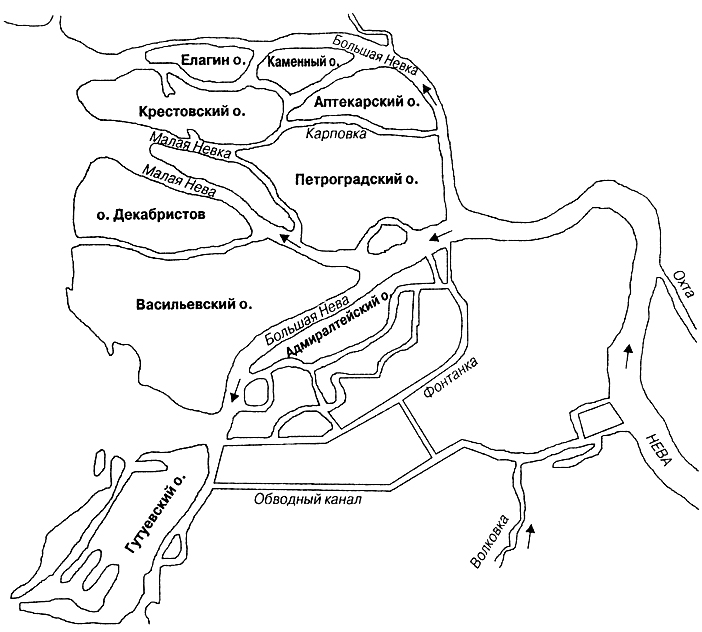 Большая Невка
Елагин о.
Каменный о.
Аптекарский о.
Крестовский о.
Карповка
Малая Невка
Малая Нева
Петроградский о.
о. Декабристов
Охта
Васильевский о.
Большая Нева
Адмиралтейский о.
Фонтанка
НЕВА
Обводный канал
Гутуевский о.
Волковка